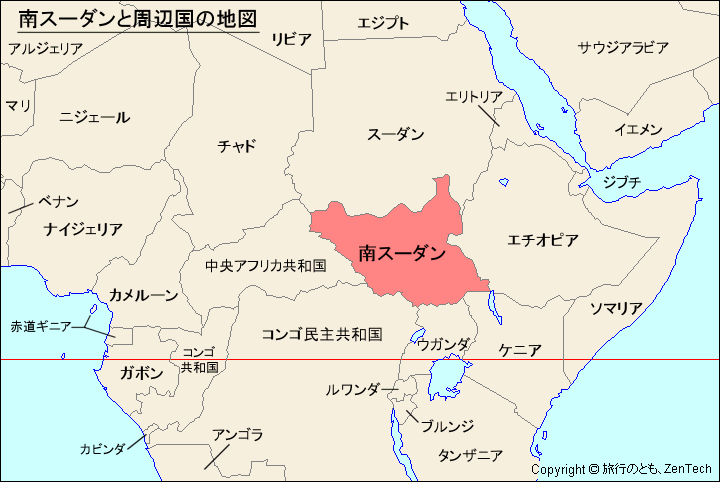 南スーダンと周辺国の地図
エジプト
リビア
アルジェリア
サウジアラビア
マリ
エリトリア
ニジェール
イエメン
スーダン
チャド
ジブチ
ベナン
ナイジェリア
エチオピア
南スーダン
中央アフリカ共和国
カメルーン
ソマリア
赤道ギニア
コンゴ民主共和国
ウガンダ
ケニア
コンゴ
共和国
ガボン
ルワンダ
ブルンジ
アンゴラ
カビンダ
タンザニア
Copyright © 旅行のとも、ZenTech